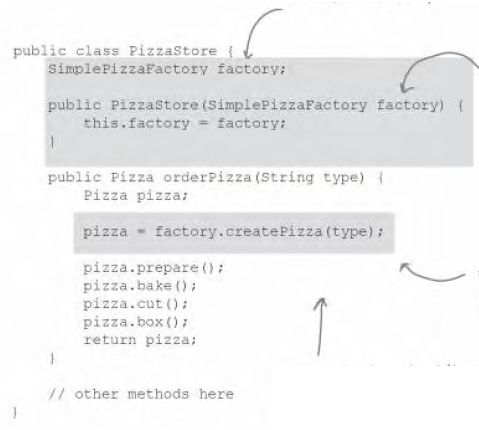 public class PizzaStore {
SimplePizzaFactory factory;
public PizzaStore(SimplePizzaFactory factory) {
this.factory = factory;
}
public Pizza orderPizza(String type) {
Pizza pizza;
pizza = factory.createPizza(type);
pizza.prepare();
pizza.bake();
pizza.cut();
pizza.box();
return pizza;
}
// other methods here
}